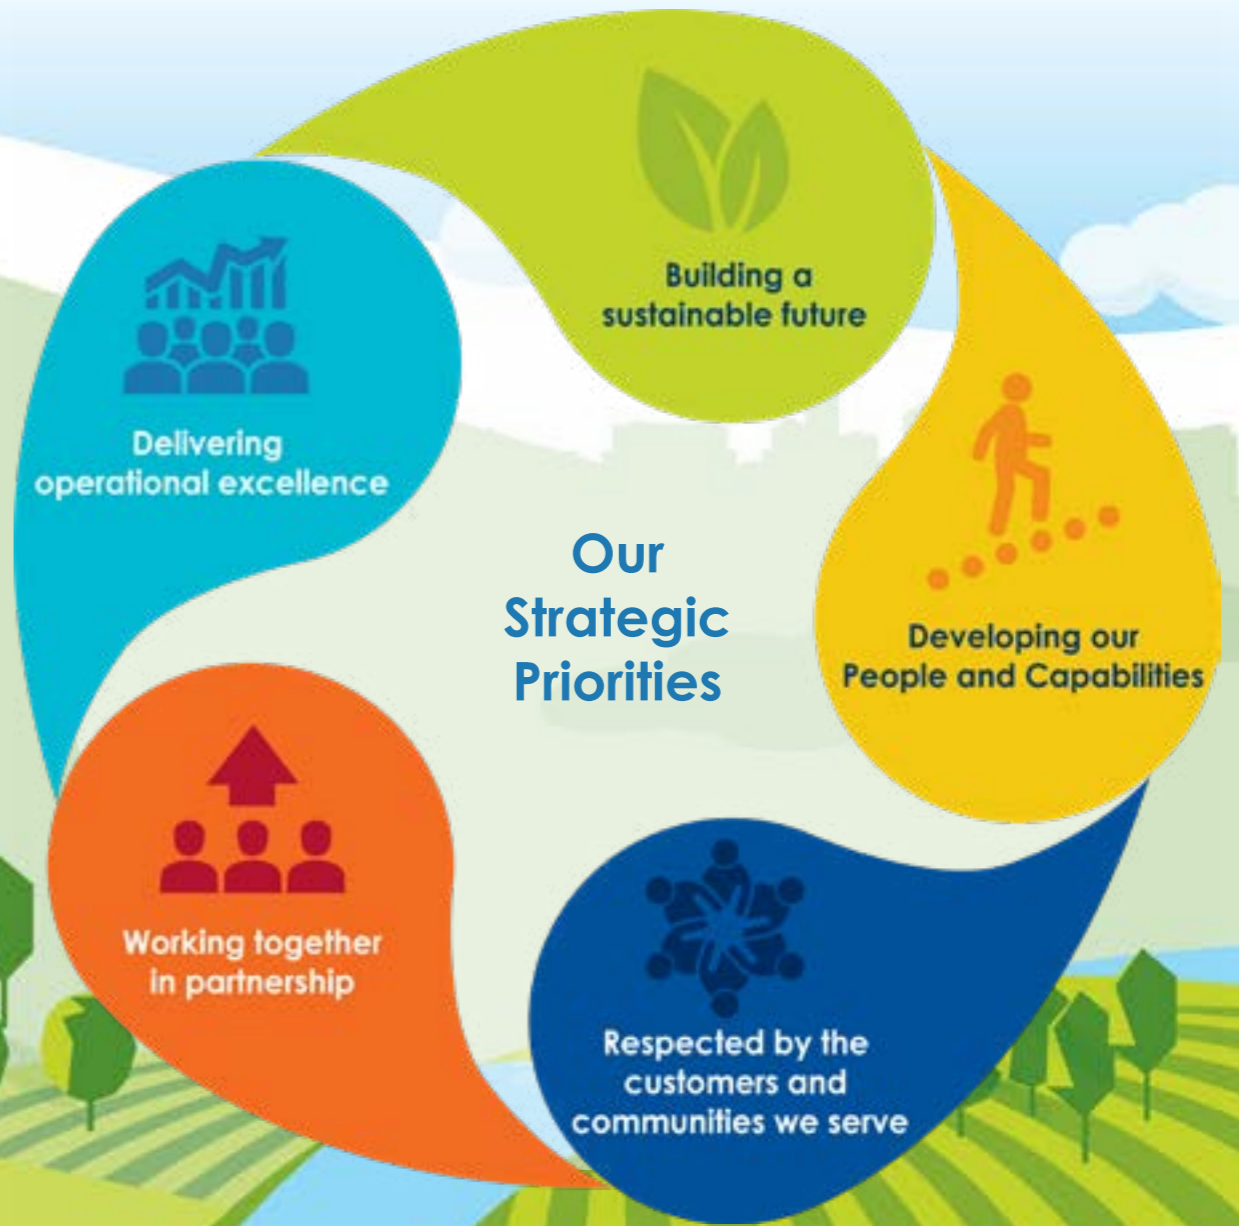 Building a
sustainable future
Delivering
operational excellence
Our
Strategic
Priorities
Developing our
People and Capabilities
Working together
in partnership
Respected by the
customers and
communities we serve